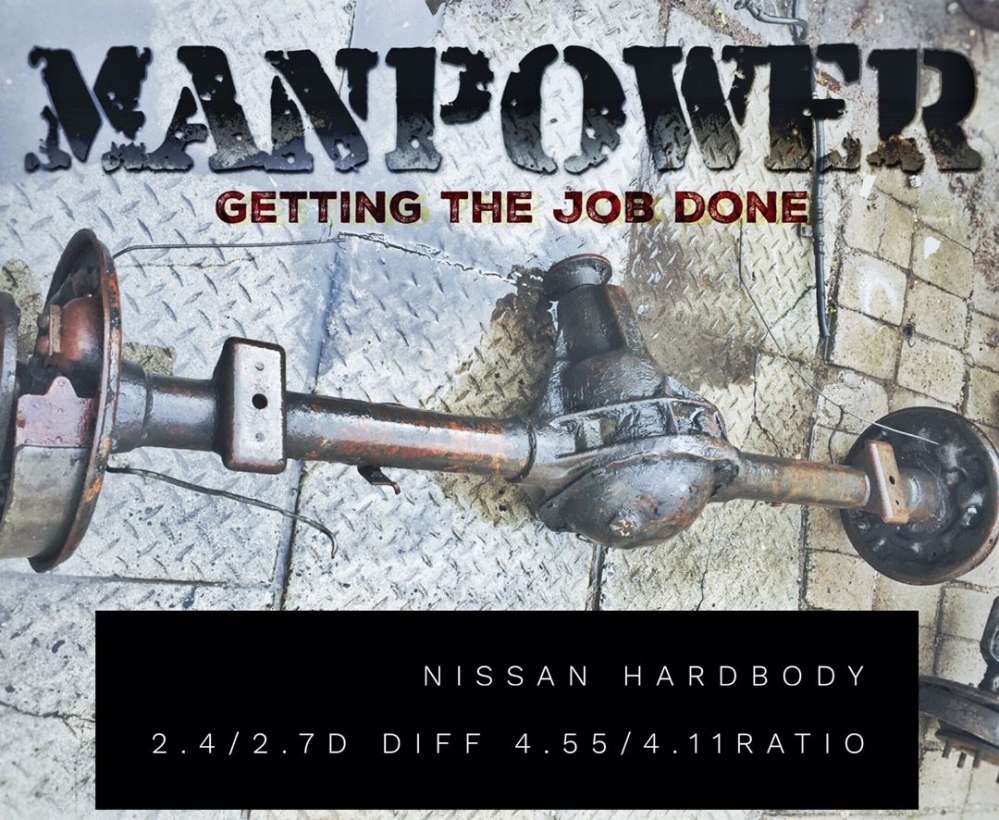 MANPOWER
GETTING THE JOB DONE
NISSAN HARDBODY
2.4/2.7D DIFF 4.55/4.11RATIO